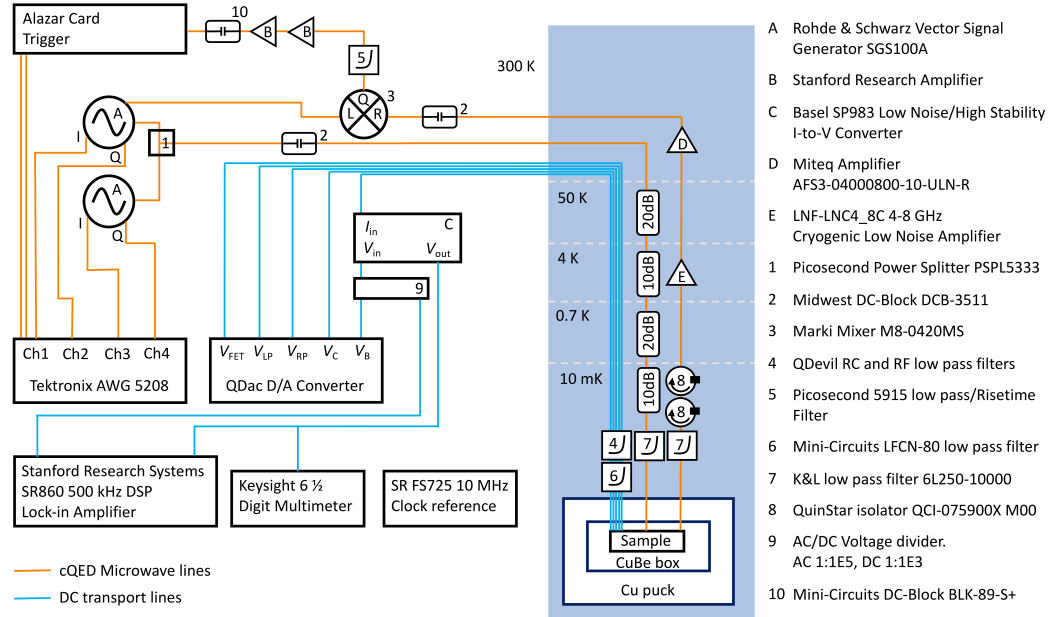 Alazar Card
Trigger
10
B
B
5
Q
L
R
3
2
A
I
Q
1
2
A
I
Q
300 K
50 K
4 K
0.7 K
10 mK
D
20dB
10dB
E
20dB
10dB
8
8
4
7
7
6
Sample
CuBe box
Cu puck
I in
C
V in
V out
9
Ch1 Ch2 Ch3 Ch4
Tektronix AWG 5208
V FET V LP V RP V C V B
QDac D/A Converter
Stanford Research Systems
SR860 500 kHz DSP
Lock-in Amplifier
Keysight 6 ½
Digit Multimeter
SR FS725 10 MHz
Clock reference
cQED Microwave lines
DC transport lines
A Rohde & Schwarz Vector Signal
Generator SGS100A
B Stanford Research Amplifier
C Basel SP983 Low Noise/High Stability
I-to-V Converter
D Miteq Amplifier
AFS3-04000800-10-ULN-R
E LNF-LNC4_8C 4-8 GHz
Cryogenic Low Noise Amplifier
1 Picosecond Power Splitter PSPL5333
2 Midwest DC-Block DCB-3511
3 Marki Mixer M8-0420MS
4 QDevil RC and RF low pass filters
5 Picosecond 5915 low pass/Risetime
Filter
6 Mini-Circuits LFCN-80 low pass filter
7 K&L low pass filter 6L250-10000
8 QuinStar isolator QCI-075900X M00
9 AC/DC Voltage divider.
AC 1:1E5, DC 1:1E3
10 Mini-Circuits DC-Block BLK-89-S+